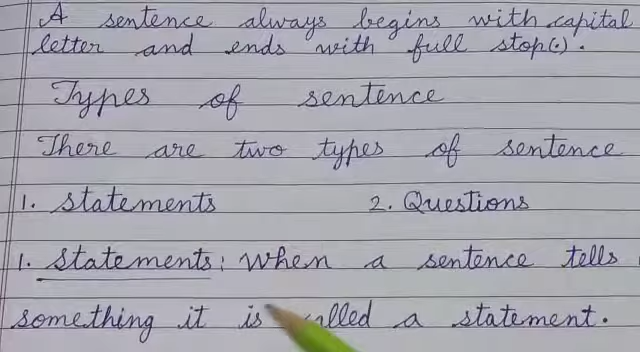 A sentence always begins with capital
letter and ends with full stop(.).
Types of sentence
There are two types of sentence
1. Statements 2. Questions
1. Statements: When a sentence tells
something it is called a statement.